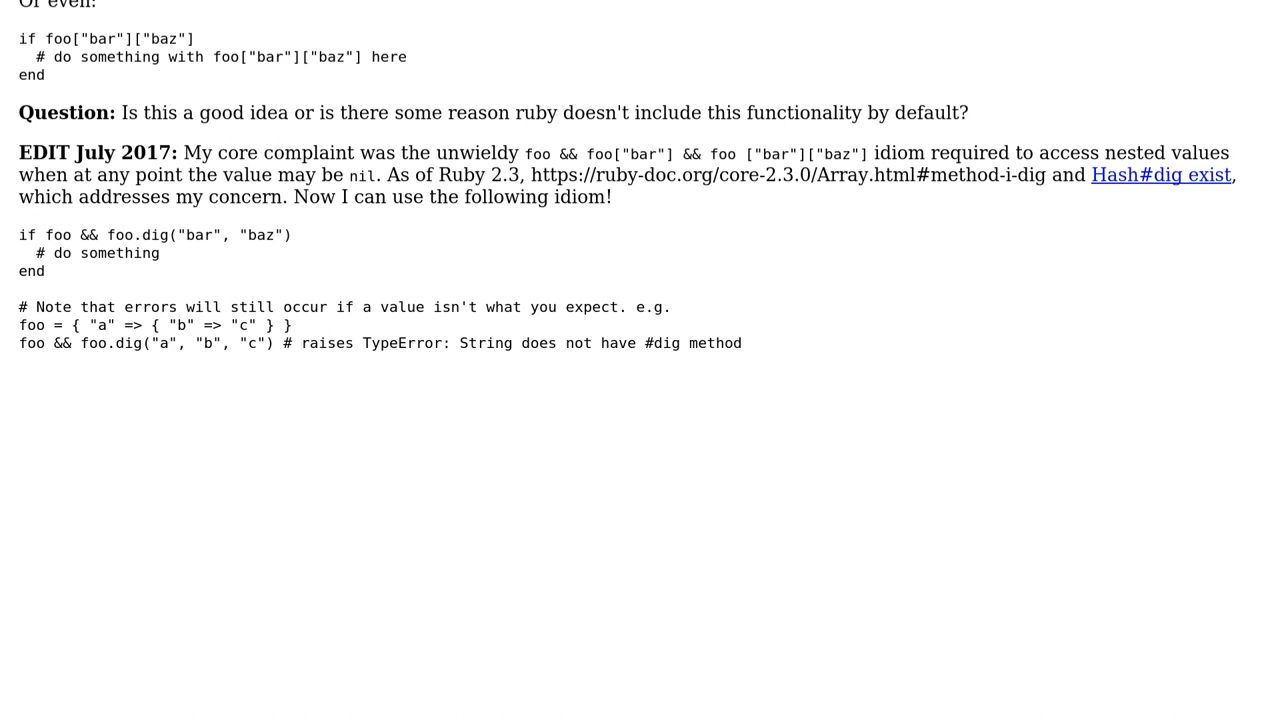 Or even:
if foo["bar"]["baz"]
  # do something with foo["bar"]["baz"] here
end
Question: Is this a good idea or is there some reason ruby doesn't include this functionality by default?
EDIT July 2017: My core complaint was the unwieldy foo && foo["bar"] && foo ["bar"]["baz"] idiom required to access nested values
when at any point the value may be nil. As of Ruby 2.3, https://ruby-doc.org/core-2.3.0/Array.html#method-i-dig and Hash#dig exist,
which addresses my concern. Now I can use the following idiom!
if foo && foo.dig("bar", "baz")
  # do something
end
# Note that errors will still occur if a value isn't what you expect. e.g.
foo = { "a" => { "b" => "c" } }
foo && foo.dig("a", "b", "c") # raises TypeError: String does not have #dig method